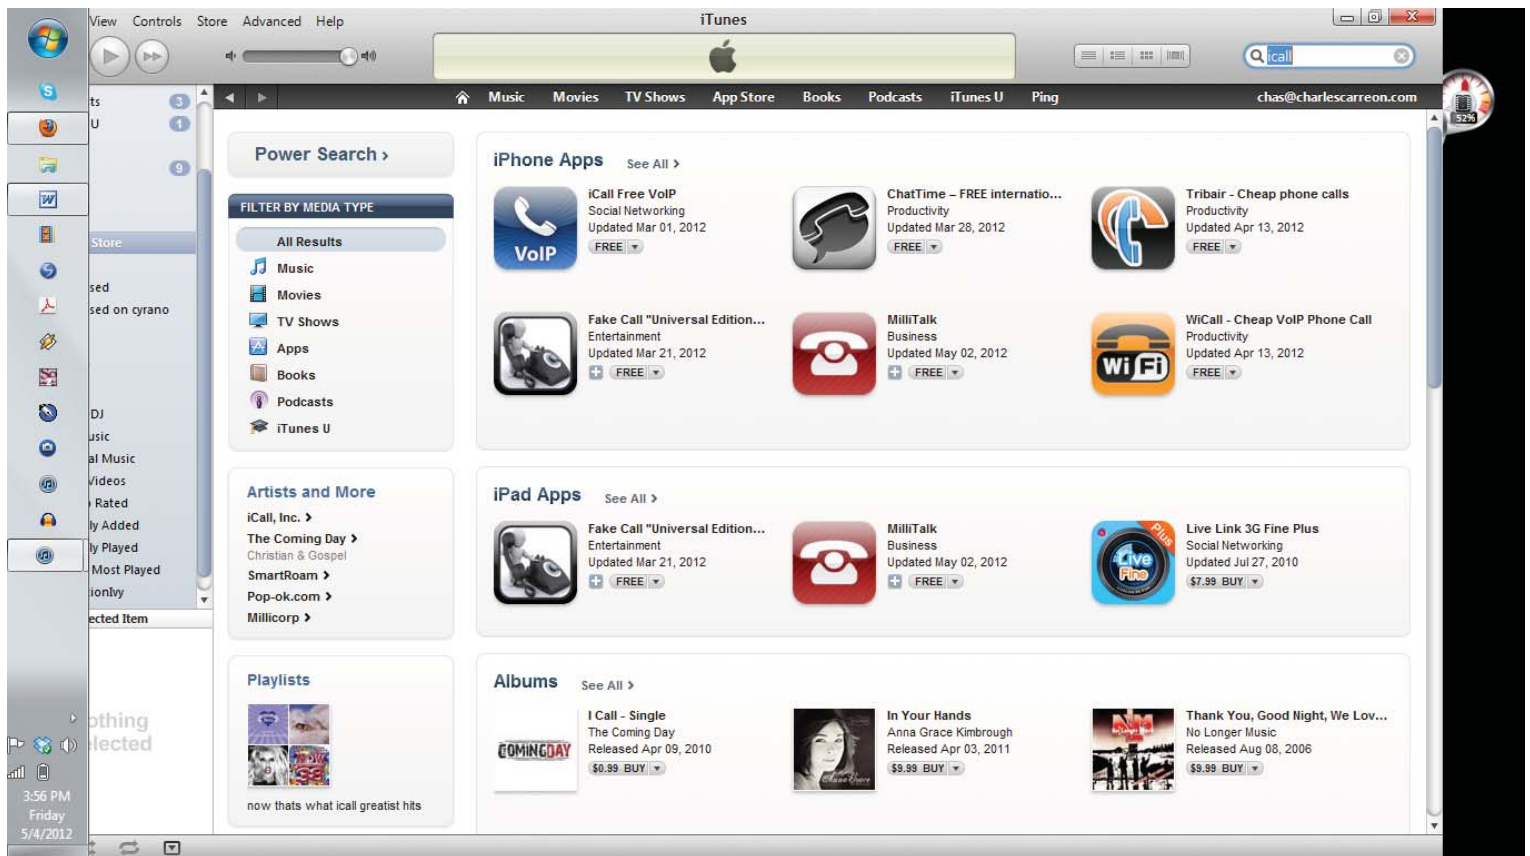 View Controls Store Advanced Help
iTunes
icall
Music Movies TV Shows App Store Books Podcasts iTunes U Ping
chas@charlescarreon.com
52%
ts 3
U 1
9
Store
sed
sed on cyrano
DJ
usic
al Music
Videos
Rated
ly Added
ly Played
Most Played
ionIvy
ected Item
othing
lected
3:56 PM
Friday
5/4/2012
Power Search ›
FILTER BY MEDIA TYPE
All Results
Music
Movies
TV Shows
Apps
Books
Podcasts
iTunes U
Artists and More
iCall, Inc. ›
The Coming Day ›
Christian & Gospel
SmartRoam ›
Pop-ok.com ›
Millicorp ›
Playlists
now thats what icall greatist hits
iPhone Apps See All ›
VoIP
iCall Free VoIP
Social Networking
Updated Mar 01, 2012
FREE
ChatTime – FREE internatio...
Productivity
Updated Mar 28, 2012
FREE
Tribair - Cheap phone calls
Productivity
Updated Apr 13, 2012
FREE
Fake Call "Universal Edition...
Entertainment
Updated Mar 21, 2012
FREE
MilliTalk
Business
Updated May 02, 2012
FREE
WiFi
WiCall - Cheap VoIP Phone Call
Productivity
Updated Apr 13, 2012
FREE
iPad Apps See All ›
Fake Call "Universal Edition...
Entertainment
Updated Mar 21, 2012
FREE
MilliTalk
Business
Updated May 02, 2012
FREE
Plus
Live
Fine
Live Link 3G Fine Plus
Social Networking
Updated Jul 27, 2010
$7.99 BUY
Albums See All ›
COMINGDAY
I Call - Single
The Coming Day
Released Apr 09, 2010
$0.99 BUY
In Your Hands
Anna Grace Kimbrough
Released Apr 03, 2011
$9.99 BUY
Thank You, Good Night, We Lov...
No Longer Music
Released Aug 08, 2006
$9.99 BUY